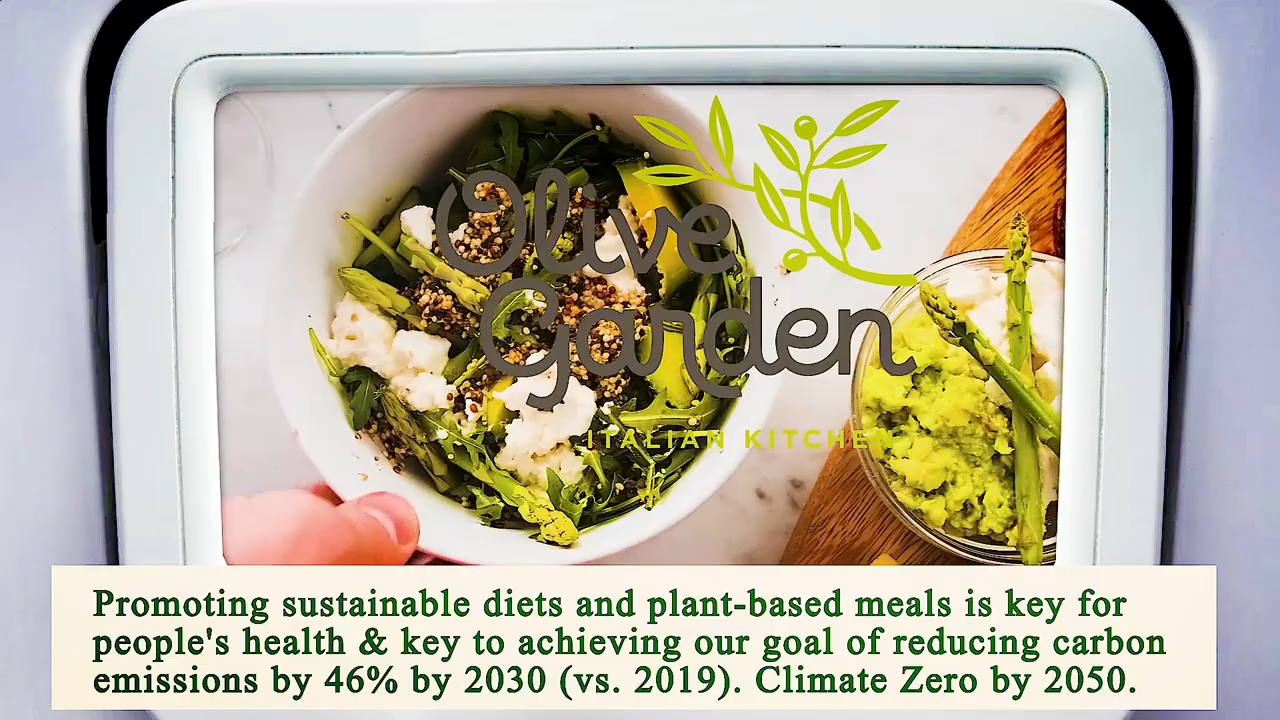 Olive
Garden
ITALIAN KITCHEN
Promoting sustainable diets and plant-based meals is key for
people's health & key to achieving our goal of reducing carbon
emissions by 46% by 2030 (vs. 2019). Climate Zero by 2050.